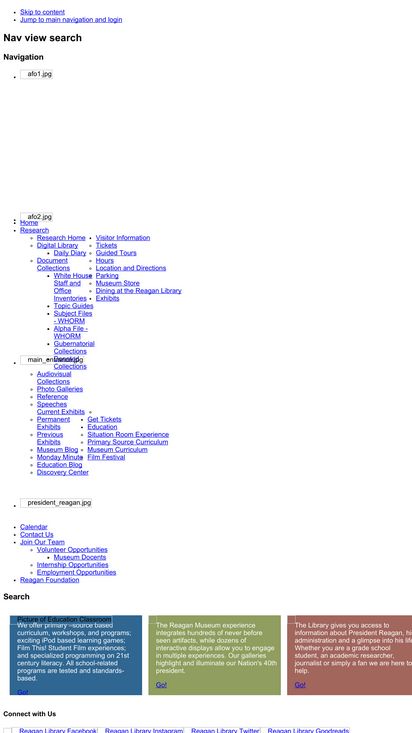 Skip to content
Jump to main navigation and login
Nav view search
Navigation
afo1.jpg
afo2.jpg
Home
Research
Research Home
Digital Library
Daily Diary
Document
Collections
White House
Staff and
Office
Inventories
Topic Guides
Subject Files
- WHORM
Alpha File -
WHORM
Gubernatorial
Collections
Collections
Visitor Information
Tickets
Guided Tours
Hours
Location and Directions
Parking
Museum Store
Dining at the Reagan Library
Exhibits
main_entrance.jpg
Audiovisual
Collections
Photo Galleries
Reference
Speeches
Current Exhibits
Permanent
Exhibits
Previous
Exhibits
Museum Blog
Monday Minute
Education Blog
Discovery Center
Get Tickets
Education
Situation Room Experience
Primary Source Curriculum
Museum Curriculum
Film Festival
president_reagan.jpg
Calendar
Contact Us
Join Our Team
Volunteer Opportunities
Museum Docents
Internship Opportunities
Employment Opportunities
Reagan Foundation
Search
Picture of Education Classroom
We offer primary -source based
curriculum, workshops, and programs;
exciting iPod based learning games;
Film This! Student Film experiences;
and specialized programming on 21st
century literacy. All school-related
programs are tested and standards-
based.
Go!
The Reagan Museum experience
integrates hundreds of never before
seen artifacts, while dozens of
interactive displays allow you to engage
in multiple experiences. Our galleries
highlight and illuminate our Nation's 40th
president.
Go!
The Library gives you access to
information about President Reagan, hi
administration and a glimpse into his life
Whether you are a grade school
student, an academic researcher,
journalist or simply a fan we are here to
help.
Go!
Connect with Us
Reagan Library Facebook
Reagan Library Instagram
Reagan Library Twitter
Reagan Library Goodreads